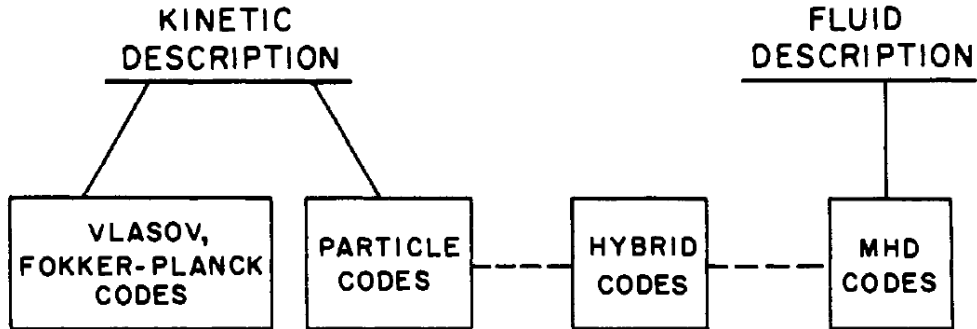 KINETIC
DESCRIPTION
FLUID
DESCRIPTION
VLASOV,
FOKKER-PLANCK
CODES
PARTICLE
CODES
HYBRID
CODES
MHD
CODES